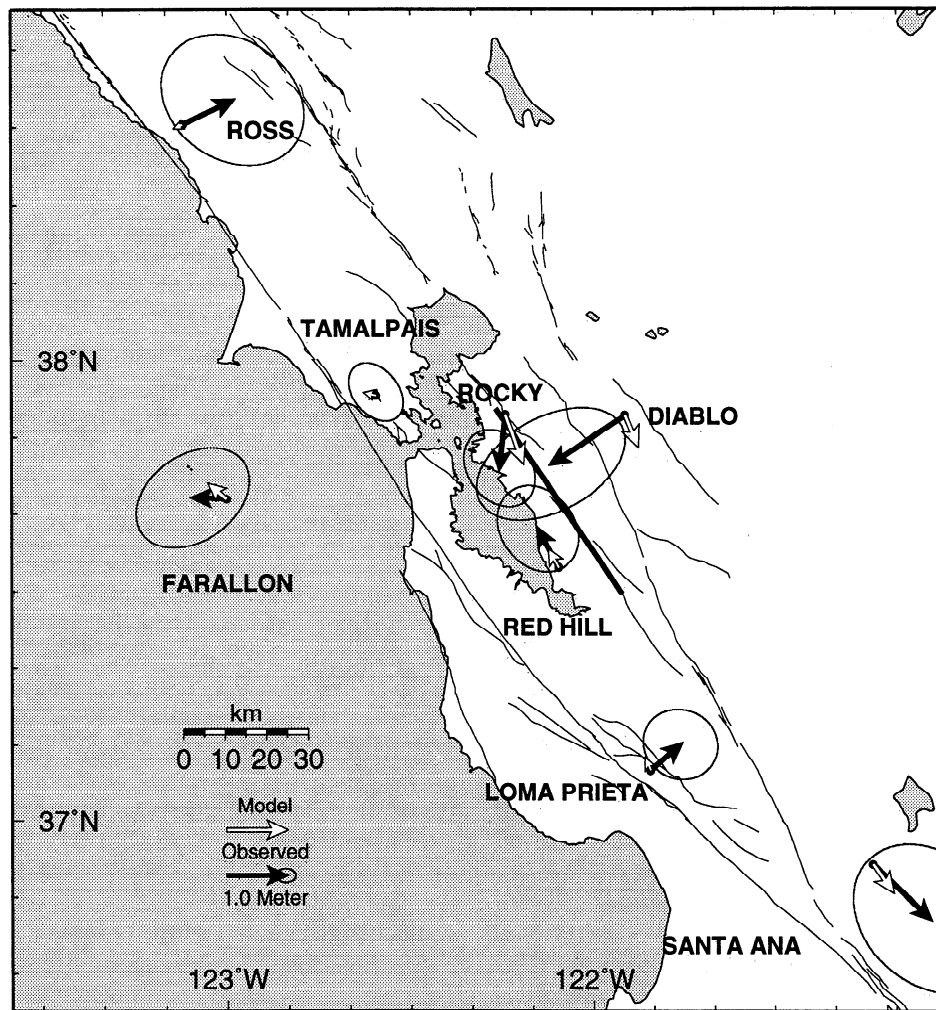 ROSS
TAMALPAIS
38°N
ROCKY
DIABLO
FARALLON
RED HILL
km
0 10 20 30
LOMA PRIETA
Model
37°N
Observed
1.0 Meter
SANTA ANA
123°W
122°W